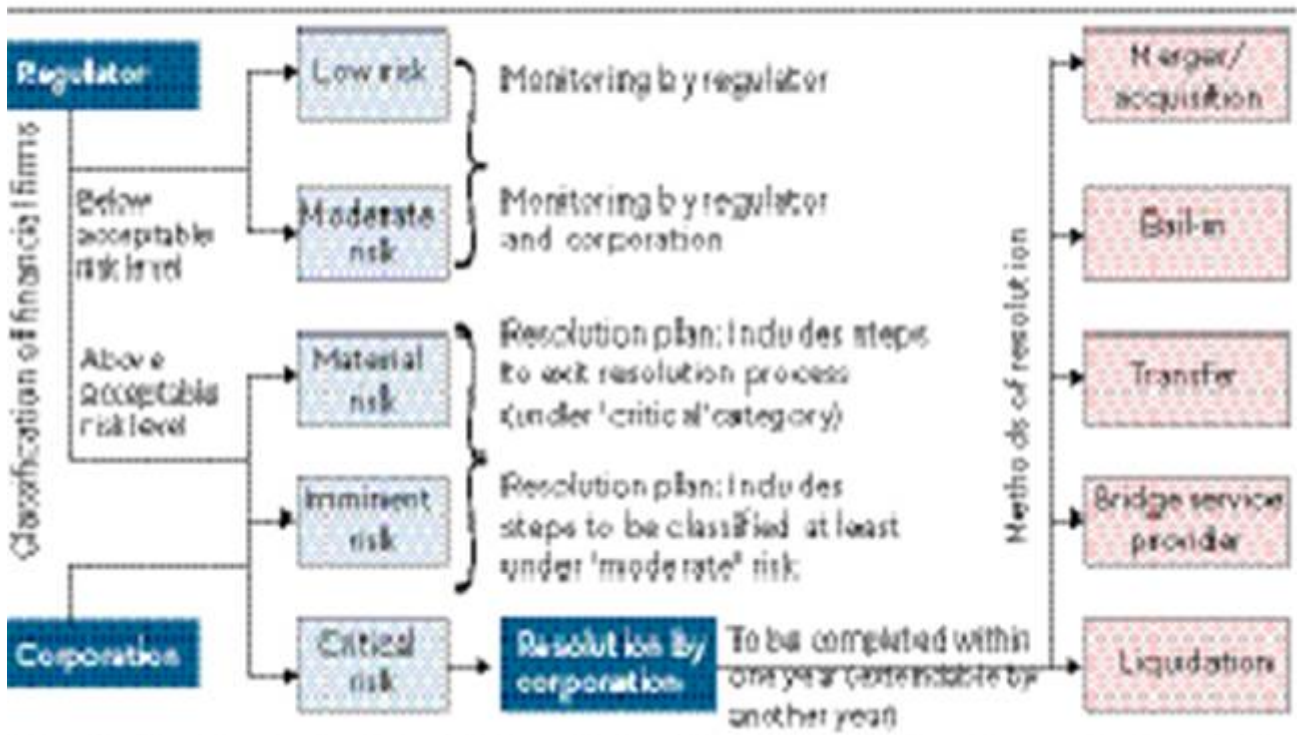 Regulator
Classification of financial firms
Below
acceptable
risk level
Above
acceptable
risk level
Corporation
Low risk
Moderate
risk
Material
risk
Imminent
risk
Critical
risk
Monitoring by regulator
Monitoring by regulator
and corporation
Resolution plan: Includes steps
to exit resolution process
(under 'critical' category)
Resolution plan: Includes
steps to be classified at least
under 'moderate' risk
Resolution by
corporation
To be completed within
one year (extendable by
another year)
Methods of resolution
Merger/
acquisition
Bail-in
Transfer
Bridge service
provider
Liquidation